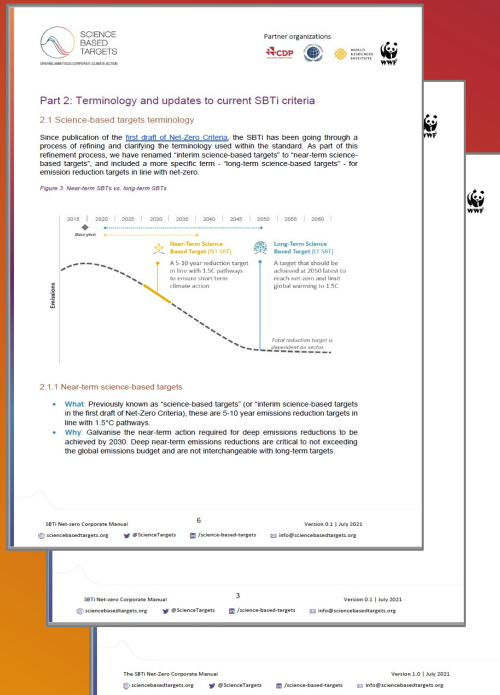 SCIENCE
BASED
TARGETS
DRIVING AMBITIOUS CORPORATE CLIMATE ACTION
Partner organizations
CDP
WORLD
RESOURCES
INSTITUTE
WWF
Part 2: Terminology and updates to current SBTi criteria
2.1 Science-based targets terminology
Since publication of the first draft of Net-Zero Criteria, the SBTi has been going through a
process of refining and clarifying the terminology used within the standard. As part of this
refinement process, we have renamed "interim science-based targets" to "near-term science-
based targets", and included a more specific term - "long-term science-based targets" - for
emission reduction targets in line with net-zero.
Figure 3. Near-term SBTs vs. long-term SBTs
2015 | 2020 | 2025 | 2030 | 2035 | 2040 | 2045 | 2050 | 2055 | 2060 |
Base year
Near-Term Science
Based Target (NT SBT)
A 5-10 year reduction target
in line with 1.5C pathways
to ensure short term
climate action
Long-Term Science
Based Target (LT SBT)
A target that should be
achieved at 2050 latest to
reach net-zero and limit
global warming to 1.5C
Emissions
Total reduction target is
dependent on sector
2.1.1 Near-term science-based targets
• What: Previously known as "science-based targets" (or "interim science-based targets
in the first draft of Net-Zero Criteria), these are 5-10 year emissions reduction targets in
line with 1.5°C pathways.
• Why: Galvanise the near-term action required for deep emissions reductions to be
achieved by 2030. Deep near-term emissions reductions are critical to not exceeding
the global emissions budget and are not interchangeable with long-term targets.
SBTi Net-zero Corporate Manual
6
Version 0.1 | July 2021
sciencebasedtargets.org @ScienceTargets /science-based-targets info@sciencebasedtargets.org
WWF
SBTi Net-zero Corporate Manual
3
Version 0.1 | July 2021
sciencebasedtargets.org @ScienceTargets /science-based-targets info@sciencebasedtargets.org
WWF
The SBTi Net-Zero Corporate Manual
Version 1.0 | July 2021
sciencebasedtargets.org @ScienceTargets /science-based-targets info@sciencebasedtargets.org